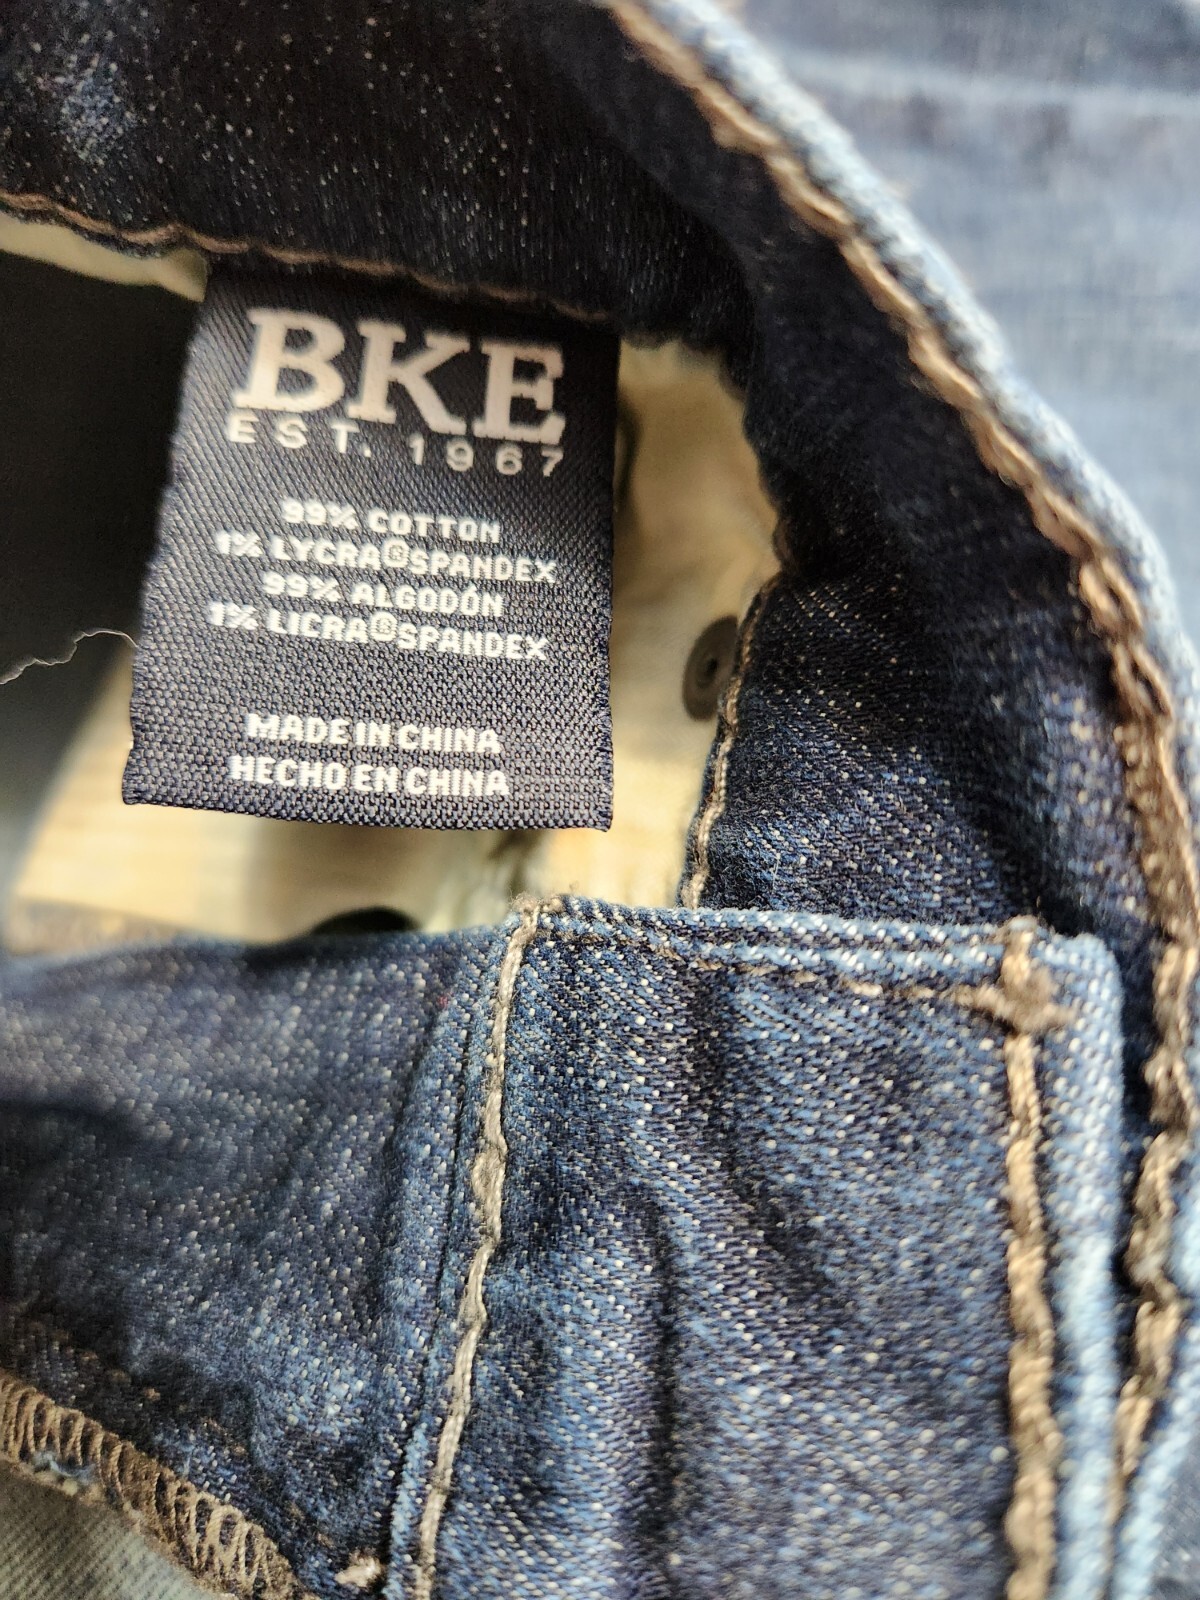 BKE
EST. 1967
99% COTTON
1% LYCRA®SPANDEX
99% ALGODÓN
1% LICRA®SPANDEX
MADE IN CHINA
HECHO EN CHINA